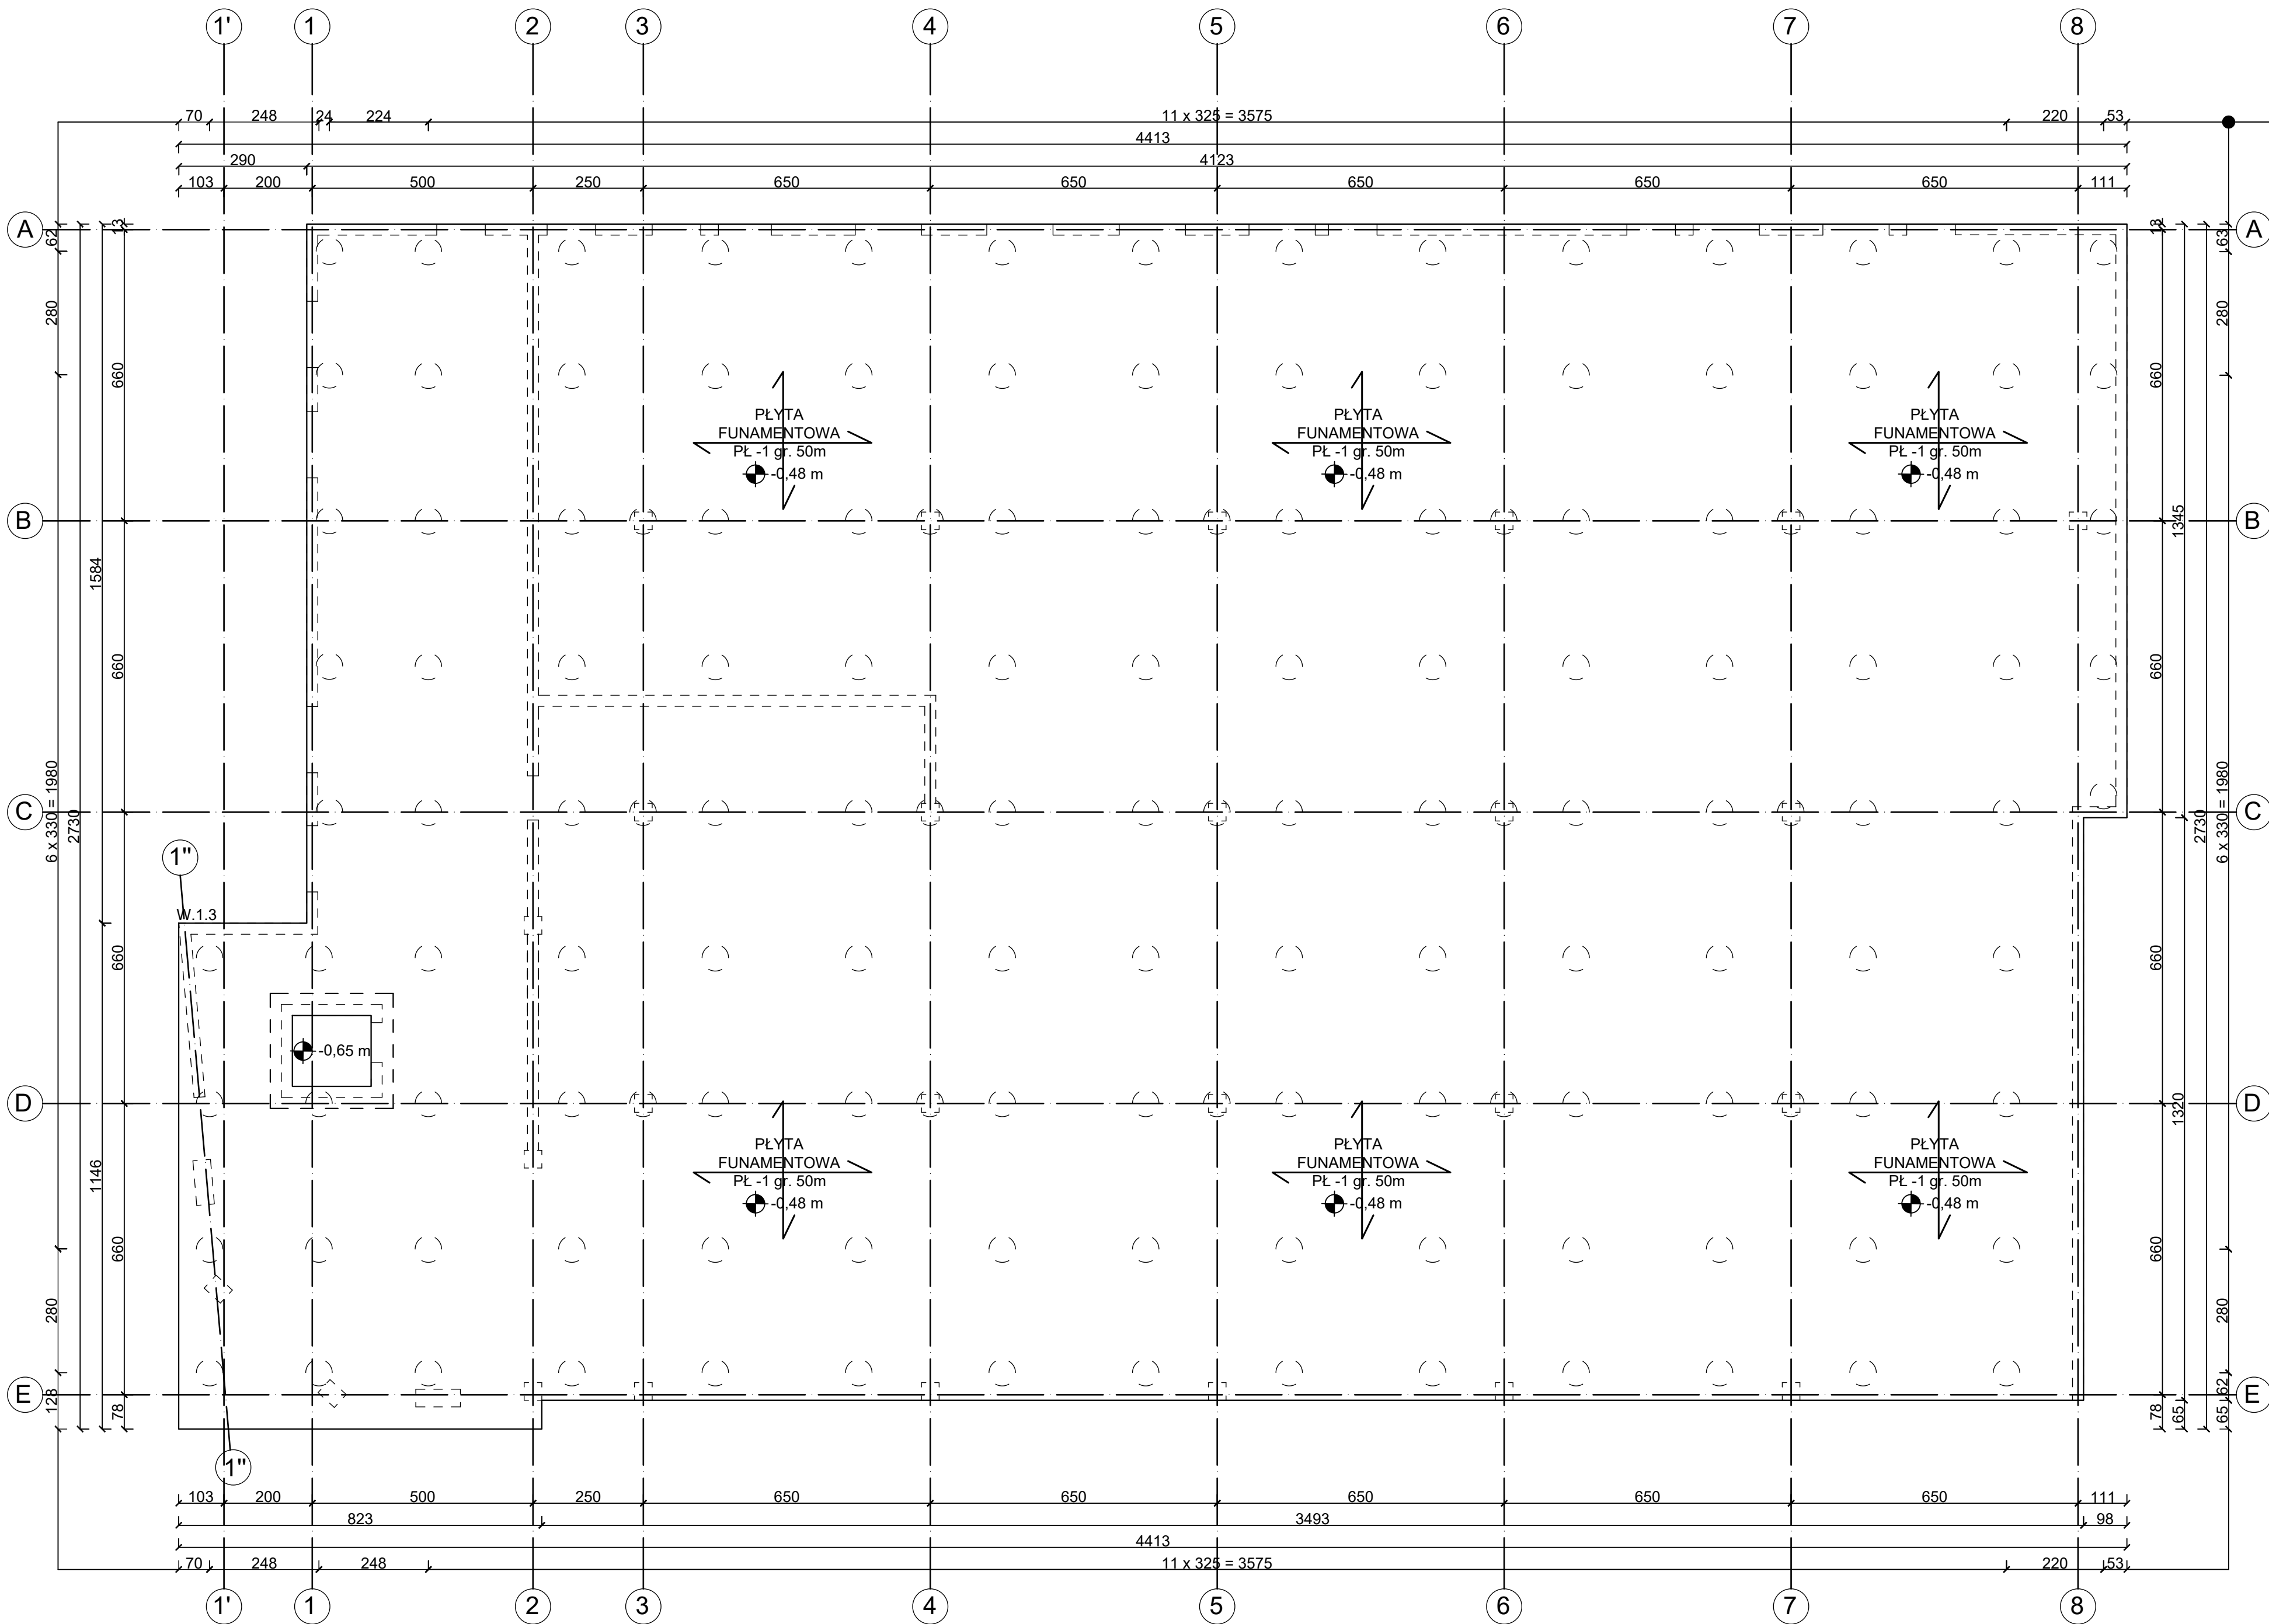 1' 1 2 3 4 5 6 7 8
70 248 24 224 11 x 325 = 3575 220 53
4413
290 4123
103 200 500 250 650 650 650 650 650 111
A 62 13 18 63 A
280 280
660 660
PŁYTA PŁYTA PŁYTA
FUNAMENTOWA FUNAMENTOWA FUNAMENTOWA
PŁ -1 gr. 50m PŁ -1 gr. 50m PŁ -1 gr. 50m
-0,48 m -0,48 m -0,48 m
B 1345 B
1584
660 660
6 x 330 = 1980 2730 2730 6 x 330 = 1980
C C
1"
W.1.3
660 660
-0,65 m
D 1320 D
PŁYTA PŁYTA PŁYTA
FUNAMENTOWA FUNAMENTOWA FUNAMENTOWA
PŁ -1 gr. 50m PŁ -1 gr. 50m PŁ -1 gr. 50m
1146
-0,48 m -0,48 m -0,48 m
660 660
280 280
E 128 78 78 65 62 65 E
1"
103 200 500 250 650 650 650 650 650 111
823 3493 98
4413
70 248 248 11 x 325 = 3575 220 53
1' 1 2 3 4 5 6 7 8